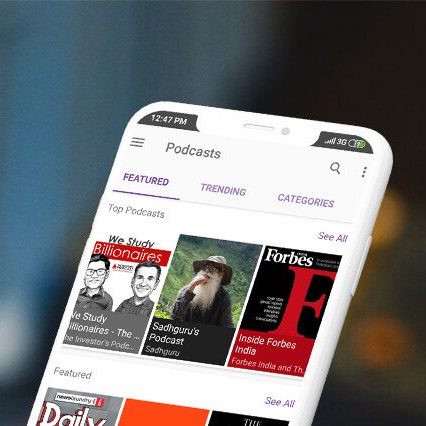 12:47 PM
3G
Podcasts
FEATURED
TRENDING
CATEGORIES
Top Podcasts
See All
We Study
Billionaires
We Study
Billionaires - The ...
The Investor's Podc...
Sadhguru's
Podcast
Sadhguru
Forbes
Inside Forbes
India
Forbes India and Th...
Featured
See All
newslaundry
Daily
THE